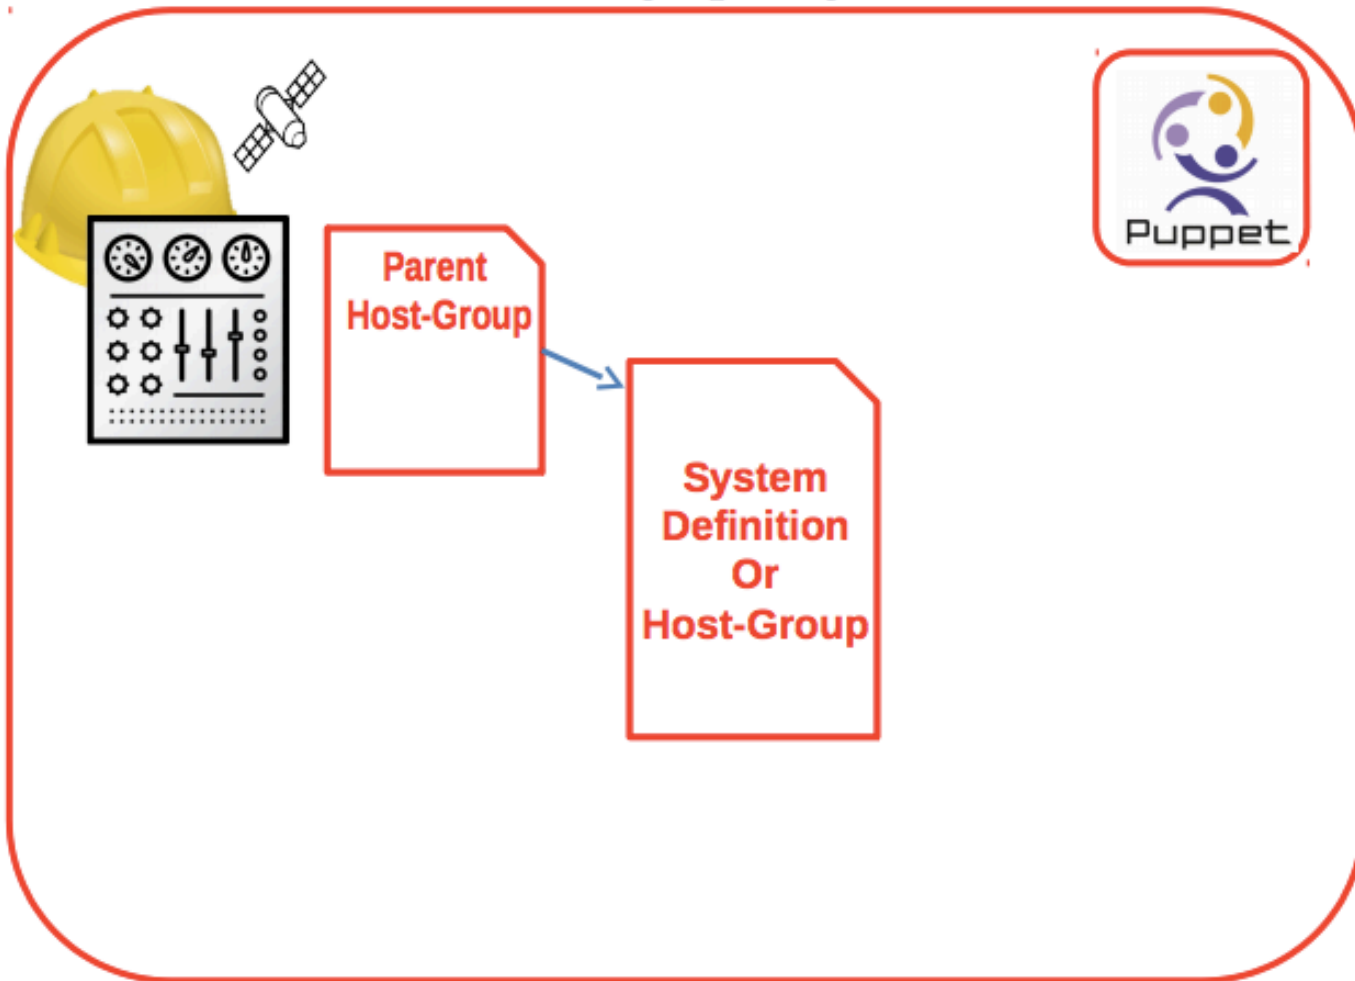 Puppet
Parent
Host-Group
System
Definition
Or
Host-Group